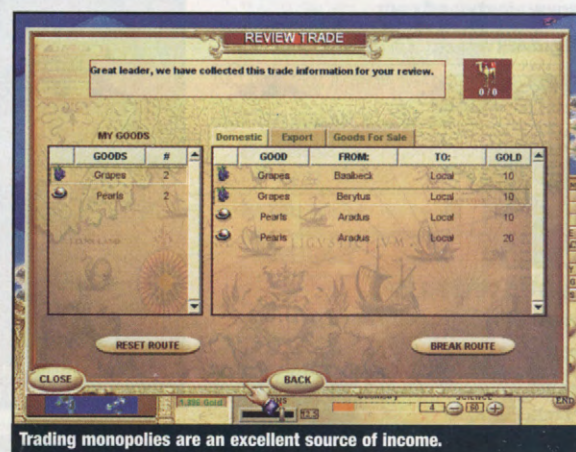 REVIEW TRADE
Great leader, we have collected this trade information for your review.
0 / 0
MY GOODS
Domestic Export Goods For Sale
GOODS #
Grapes 2
Pearls 2
GOOD FROM: TO: GOLD
Grapes Baalbeck Local 10
Grapes Berytus Local 10
Pearls Aradus Local 10
Pearls Aradus Local 20
RESET ROUTE
BREAK ROUTE
CLOSE
BACK
Gold
4 60
END
Trading monopolies are an excellent source of income.